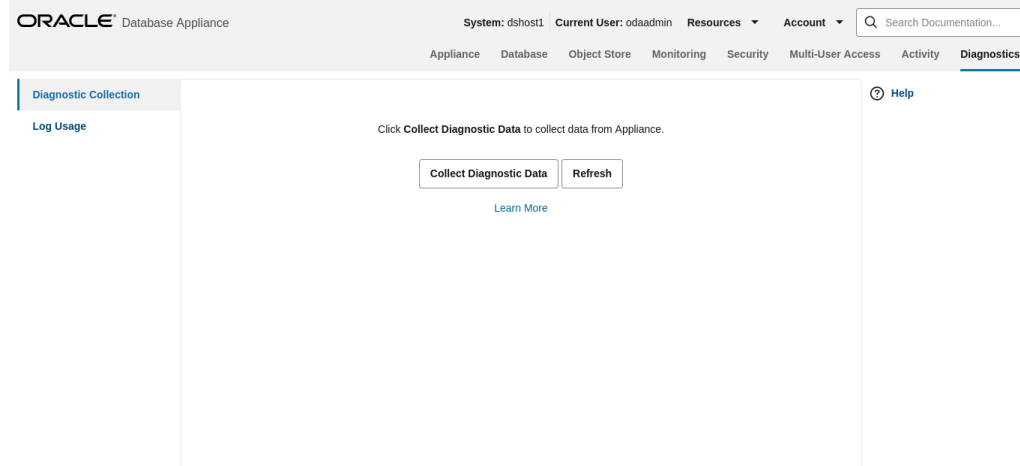 ORACLE® Database Appliance
System: dshost1 Current User: odaadmin Resources Account Search Documentation...
Appliance Database Object Store Monitoring Security Multi-User Access Activity Diagnostics
Diagnostic Collection
Log Usage
Click Collect Diagnostic Data to collect data from Appliance.
Collect Diagnostic Data Refresh
Learn More
Help